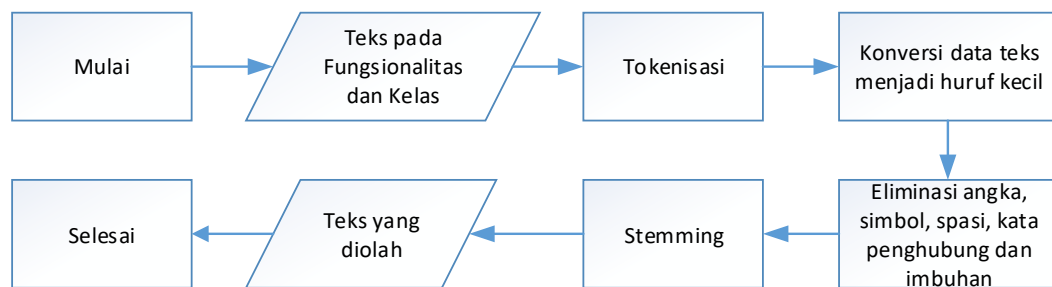 Mulai
Teks pada
Fungsionalitas
dan Kelas
Tokenisasi
Konversi data teks
menjadi huruf kecil
Eliminasi angka,
simbol, spasi, kata
penghubung dan
imbuhan
Stemming
Teks yang
diolah
Selesai